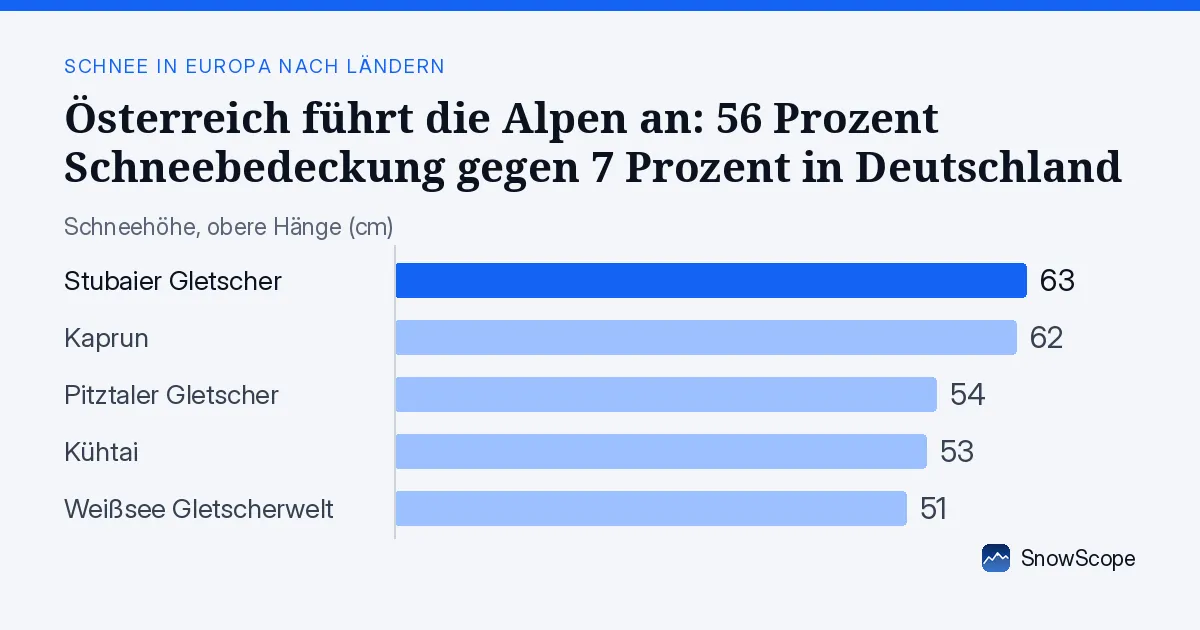 SCHNEE IN EUROPA NACH LÄNDERN
Österreich führt die Alpen an: 56 Prozent
Schneebedeckung gegen 7 Prozent in Deutschland
Schneehöhe, obere Hänge (cm)
Stubaier Gletscher 63
Kaprun 62
Pitztaler Gletscher 54
Kühtai 53
Weißsee Gletscherwelt 51
SnowScope